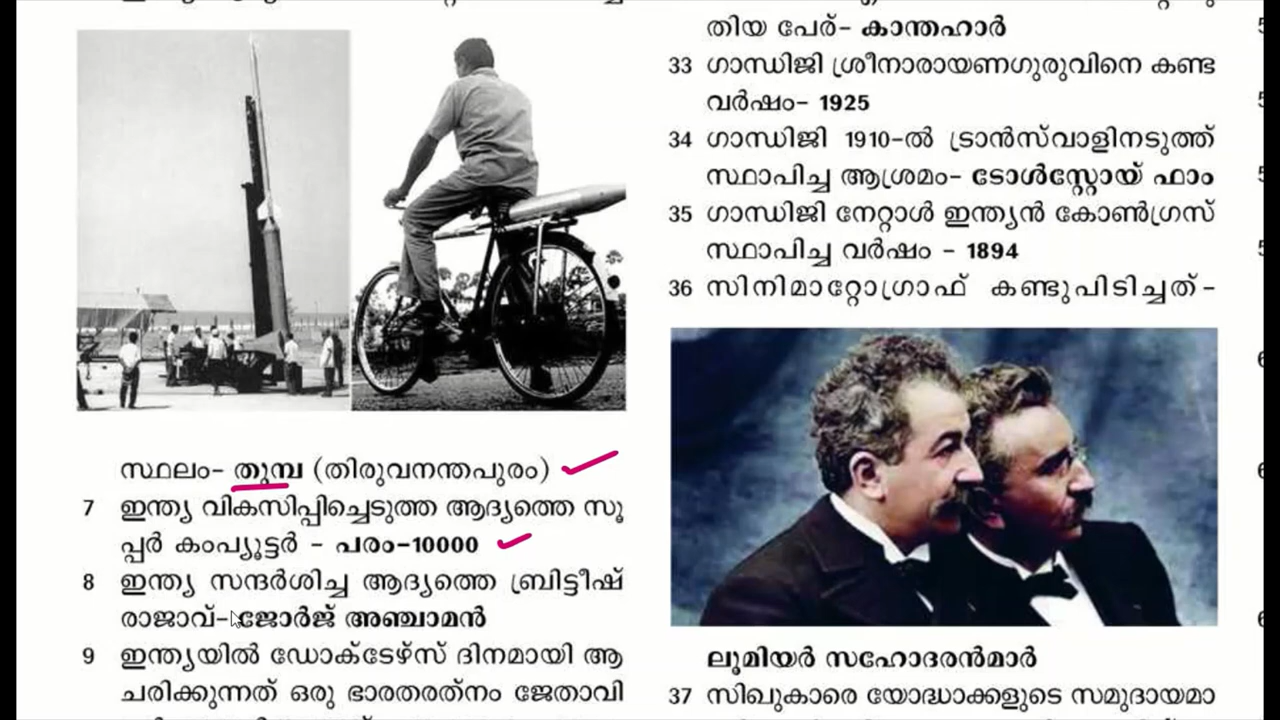 സ്ഥലം- തുമ്പ (തിരുവനന്തപുരം)
7 ഇന്ത്യ വികസിപ്പിച്ചെടുത്ത ആദ്യത്തെ സൂ
പ്പർ കംപ്യൂട്ടർ - പരം-10000
8 ഇന്ത്യ സന്ദർശിച്ച ആദ്യത്തെ ബ്രിട്ടീഷ്
രാജാവ്- ജോർജ് അഞ്ചാമൻ
9 ഇന്ത്യയിൽ ഡോക്ടേഴ്സ് ദിനമായി ആ
ചരിക്കുന്നത് ഒരു ഭാരതരത്നം ജേതാവി
തിയ പേര്- കാന്തഹാർ
33 ഗാന്ധിജി ശ്രീനാരായണഗുരുവിനെ കണ്ട
വർഷം- 1925
34 ഗാന്ധിജി 1910-ൽ ട്രാൻസ്വാളിനടുത്ത്
സ്ഥാപിച്ച ആശ്രമം- ടോൾസ്റ്റോയ് ഫാം
35 ഗാന്ധിജി നേറ്റാൾ ഇന്ത്യൻ കോൺഗ്രസ്
സ്ഥാപിച്ച വർഷം - 1894
36 സിനിമാറ്റോഗ്രാഫ് കണ്ടുപിടിച്ചത്-
ലൂമിയർ സഹോദരൻമാർ
37 സിഖുകാരെ യോദ്ധാക്കളുടെ സമുദായമാ